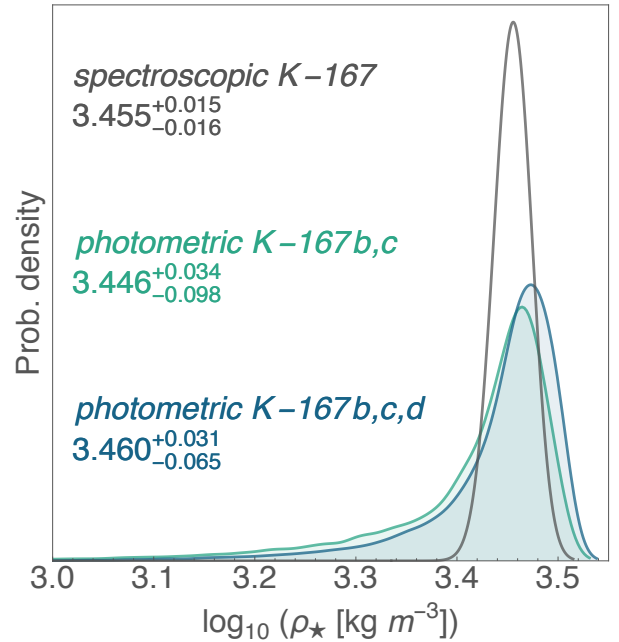 spectroscopic K−167
3.455+0.015−0.016
photometric K−167b,c
3.446+0.034−0.098
photometric K−167b,c,d
3.460+0.031−0.065
Prob. density
3.0 3.1 3.2 3.3 3.4 3.5
log10 (ρ★ [kg m−3])